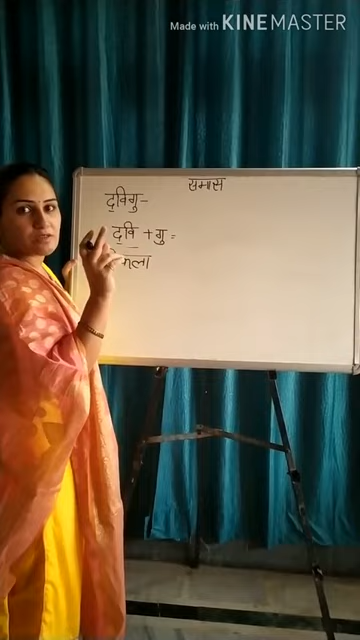 Made with KINEMASTER
समास
द्विगु-
द्वि + गु =